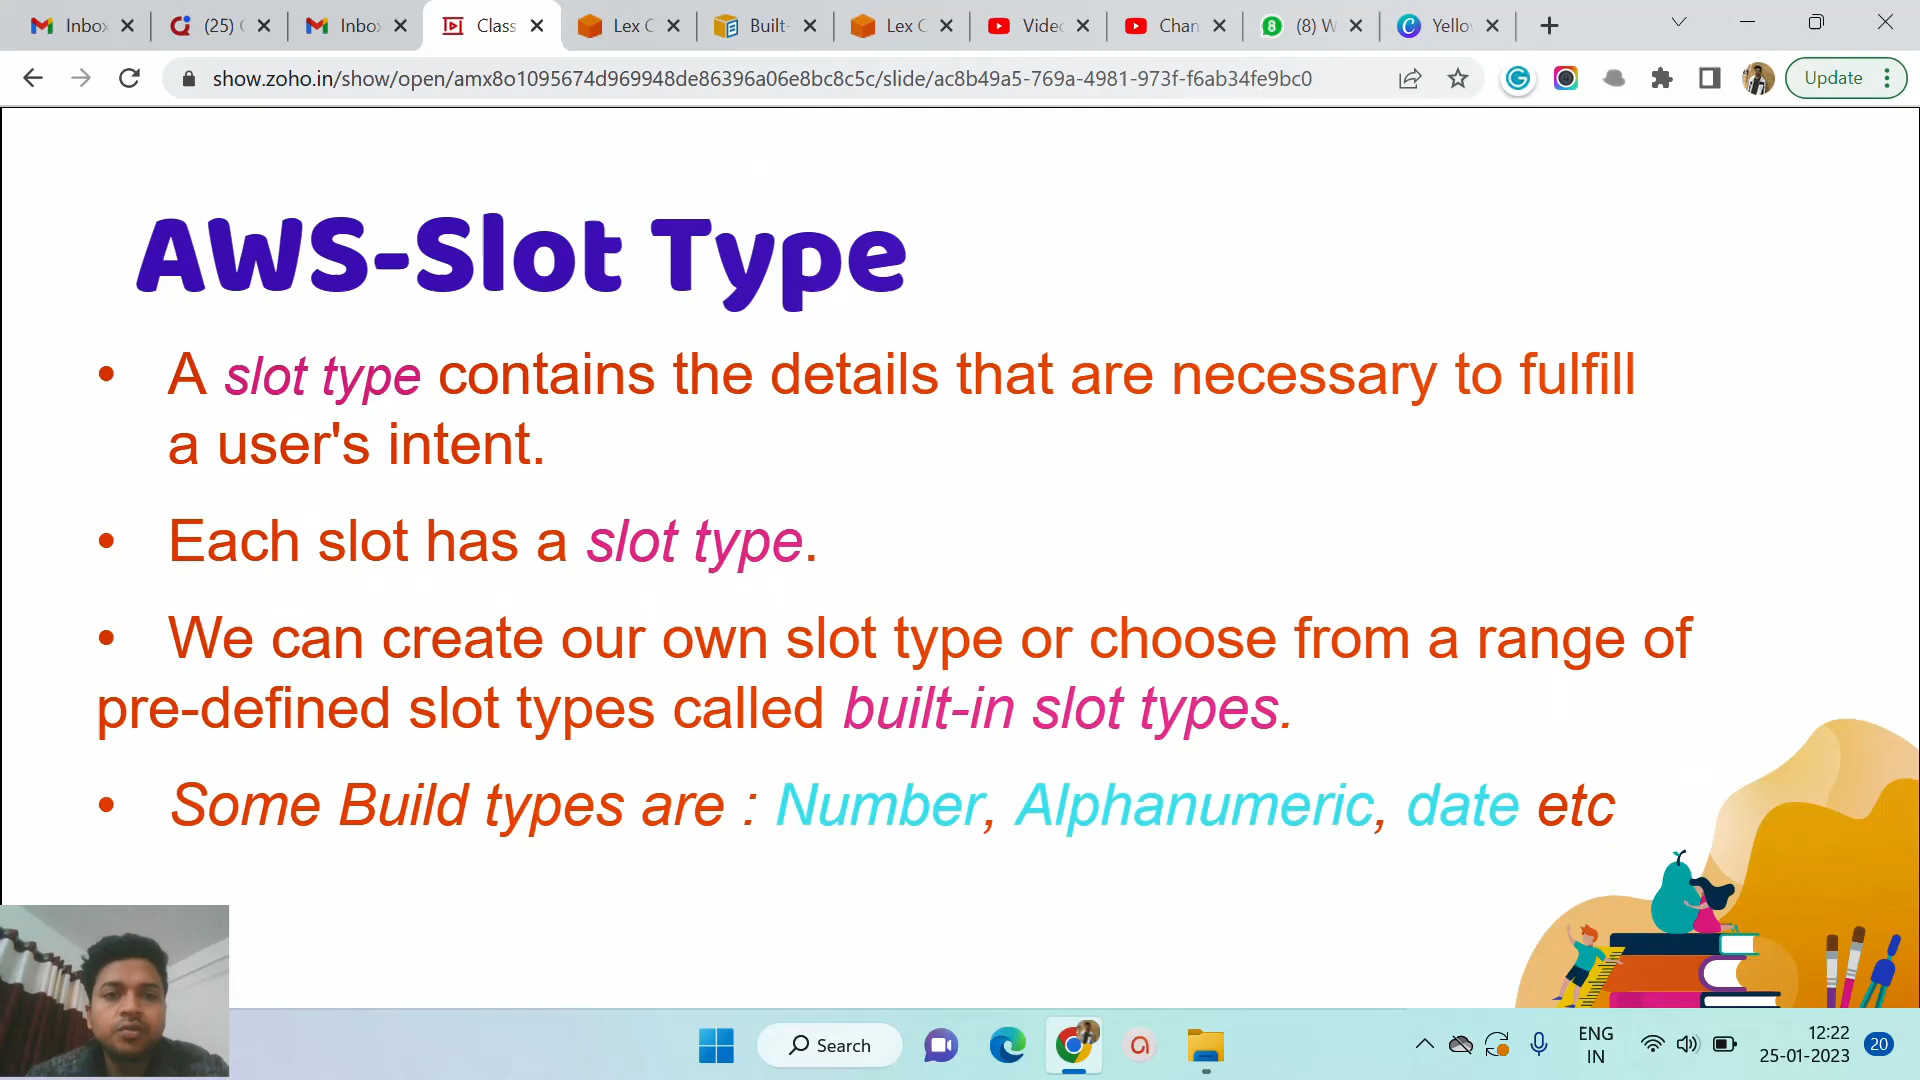 Inbox
(25)
Inbox
Class
Lex C
Built-
Lex C
Video
Chan
8
(8) W
C
Yello
show.zoho.in/show/open/amx8o1095674d969948de86396a06e8bc8c5c/slide/ac8b49a5-769a-4981-973f-f6ab34fe9bc0
Update
AWS-Slot Type
• A slot type contains the details that are necessary to fulfill
a user's intent.
• Each slot has a slot type.
• We can create our own slot type or choose from a range of
pre-defined slot types called built-in slot types.
• Some Build types are : Number, Alphanumeric, date etc
Search
ENG
IN
12:22
25-01-2023
20